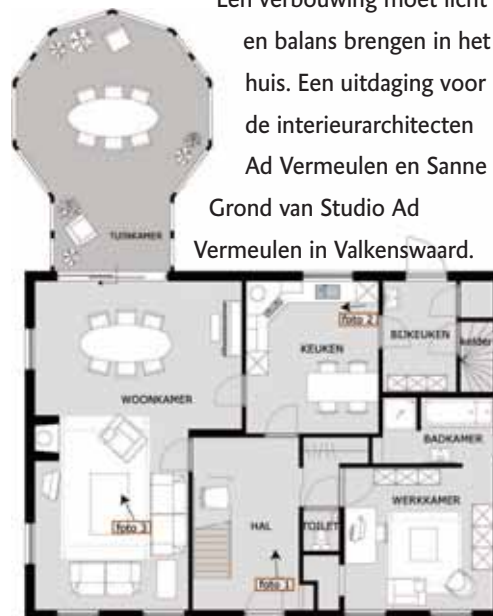 Een verbouwing moet licht
en balans brengen in het
huis. Een uitdaging voor
de interieurarchitecten
Ad Vermeulen en Sanne
Grond van Studio Ad
Vermeulen in Valkenswaard.
TUINKAMER
foto 2
KEUKEN
BIJKEUKEN
kelder
WOONKAMER
BADKAMER
WERKKAMER
foto 3
HAL
TOILET
foto 1